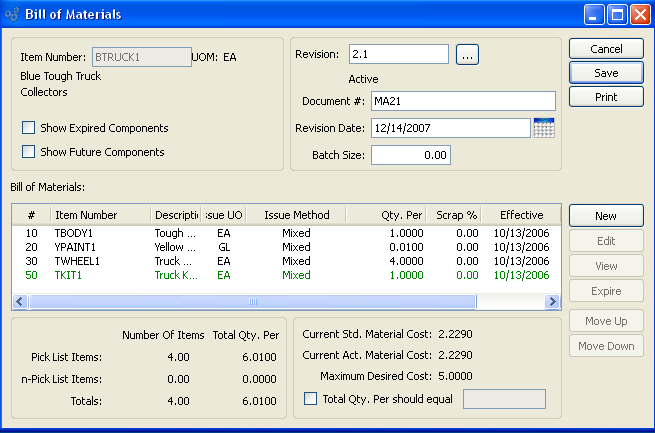 Bill of Materials
Item Number: BTRUCK1 UOM: EA
Blue Tough Truck
Collectors
Show Expired Components
Show Future Components
Revision: 2.1 ...
Active
Document #: MA21
Revision Date: 12/14/2007
Batch Size: 0.00
Cancel
Save
Print
Bill of Materials:
# Item Number Descripti ssue UO Issue Method Qty. Per Scrap % Effective
10 TBODY1 Tough ... EA Mixed 1.0000 0.00 10/13/2006
20 YPAINT1 Yellow ... GL Mixed 0.0100 0.00 10/13/2006
30 TWHEEL1 Truck ... EA Mixed 4.0000 0.00 10/13/2006
50 TKIT1 Truck K... EA Mixed 1.0000 0.00 10/13/2006
New
Edit
View
Expire
Move Up
Move Down
Number Of Items Total Qty. Per
Pick List Items: 4.00 6.0100
n-Pick List Items: 0.00 0.0000
Totals: 4.00 6.0100
Current Std. Material Cost: 2.2290
Current Act. Material Cost: 2.2290
Maximum Desired Cost: 5.0000
Total Qty. Per should equal